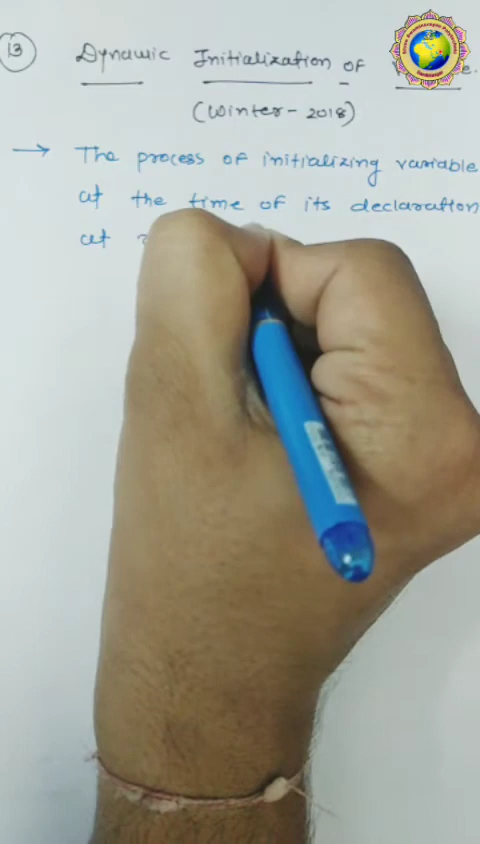 13 Dynamic Initialization of
(Winter - 2018)
→ The process of initializing variable
at the time of its declaration
at